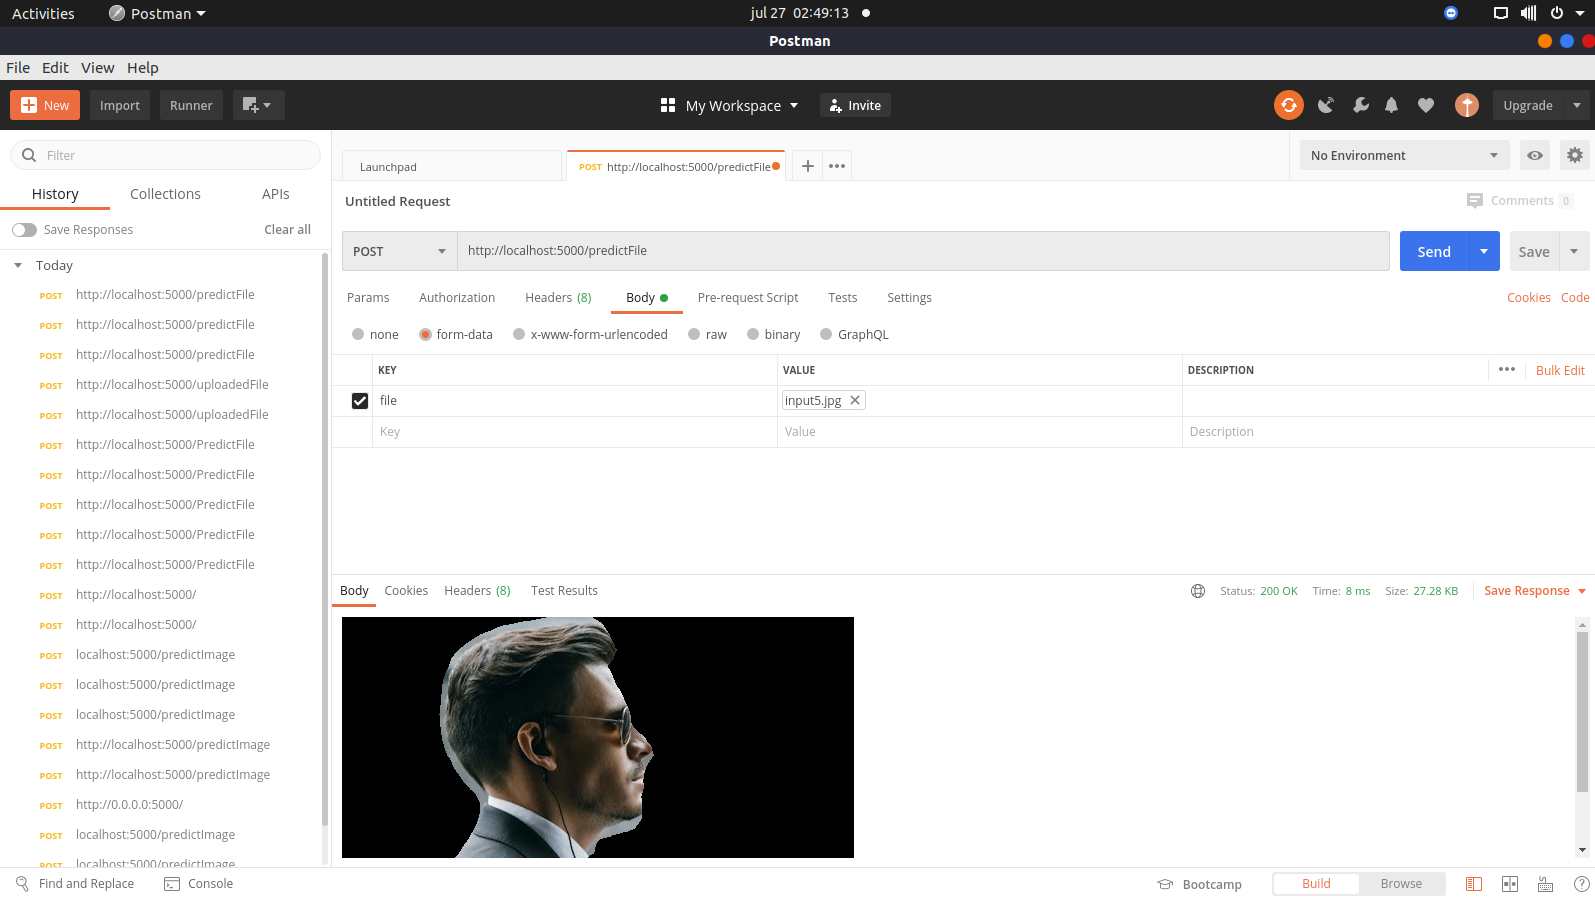 Activities Postman jul 27 02:49:13
Postman
File Edit View Help
New Import Runner My Workspace Invite Upgrade
Filter
History Collections APIs
Save Responses Clear all
Today
POST http://localhost:5000/predictFile
POST http://localhost:5000/predictFile
POST http://localhost:5000/predictFile
POST http://localhost:5000/uploadedFile
POST http://localhost:5000/uploadedFile
POST http://localhost:5000/PredictFile
POST http://localhost:5000/PredictFile
POST http://localhost:5000/PredictFile
POST http://localhost:5000/PredictFile
POST http://localhost:5000/PredictFile
POST http://localhost:5000/
POST http://localhost:5000/
POST localhost:5000/predictImage
POST localhost:5000/predictImage
POST localhost:5000/predictImage
POST http://localhost:5000/predictImage
POST http://localhost:5000/predictImage
POST http://0.0.0.0:5000/
POST localhost:5000/predictImage
POST localhost:5000/predictImage
Launchpad POST http://localhost:5000/predictFile No Environment
Untitled Request Comments 0
POST http://localhost:5000/predictFile Send Save
Params Authorization Headers (8) Body Pre-request Script Tests Settings Cookies Code
none form-data x-www-form-urlencoded raw binary GraphQL
KEY VALUE DESCRIPTION Bulk Edit
file input5.jpg
Key Value Description
Body Cookies Headers (8) Test Results Status: 200 OK Time: 8 ms Size: 27.28 KB Save Response
Find and Replace Console Bootcamp Build Browse